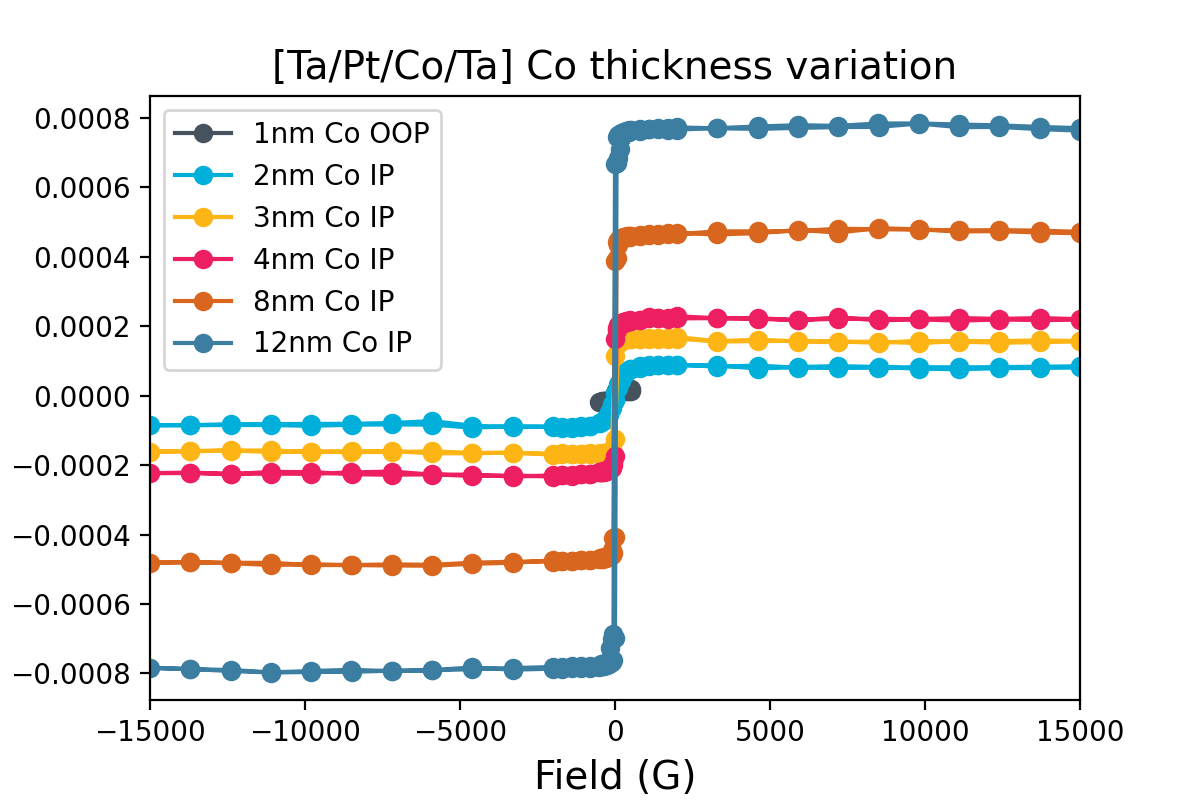 [Ta/Pt/Co/Ta] Co thickness variation
1nm Co OOP
2nm Co IP
3nm Co IP
4nm Co IP
8nm Co IP
12nm Co IP
0.0008
0.0006
0.0004
0.0002
0.0000
−0.0002
−0.0004
−0.0006
−0.0008
−15000 −10000 −5000 0 5000 10000 15000
Field (G)